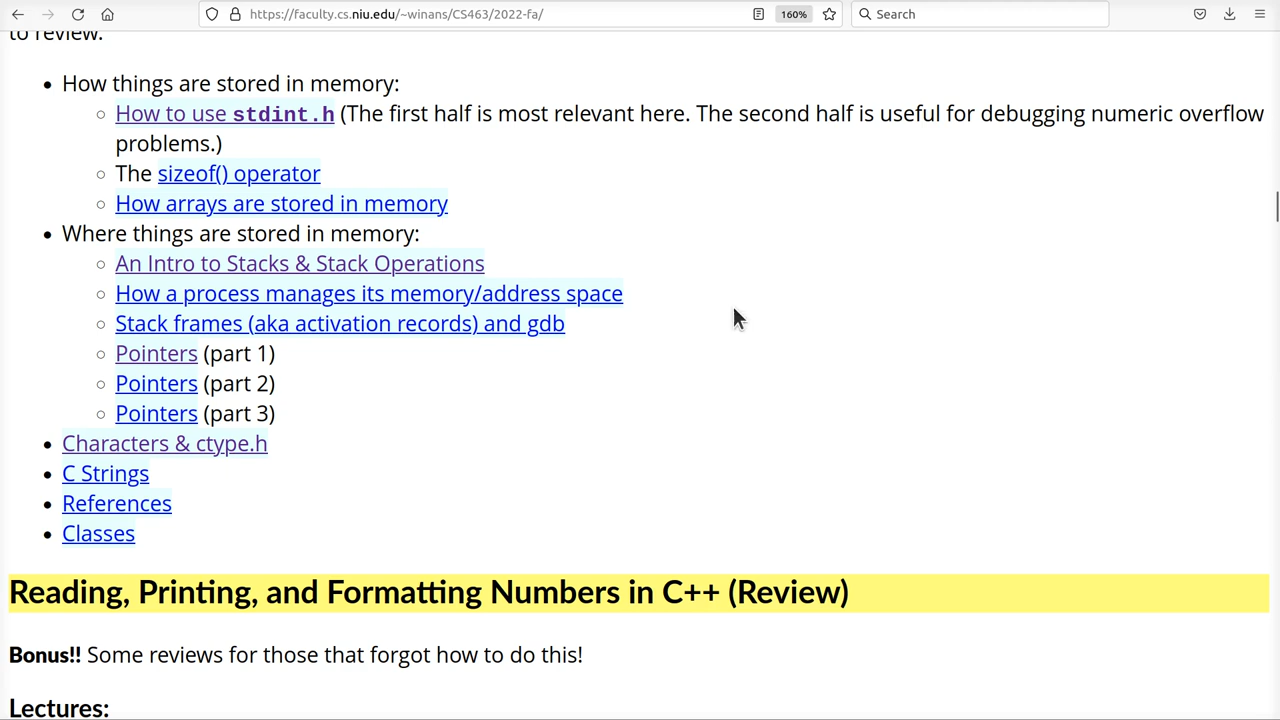 https://faculty.cs.niu.edu/~winans/CS463/2022-fa/
160%
Search
to review.
• How things are stored in memory:
○ How to use stdint.h (The first half is most relevant here. The second half is useful for debugging numeric overflow
problems.)
○ The sizeof() operator
○ How arrays are stored in memory
• Where things are stored in memory:
○ An Intro to Stacks & Stack Operations
○ How a process manages its memory/address space
○ Stack frames (aka activation records) and gdb
○ Pointers (part 1)
○ Pointers (part 2)
○ Pointers (part 3)
• Characters & ctype.h
• C Strings
• References
• Classes
Reading, Printing, and Formatting Numbers in C++ (Review)
Bonus!! Some reviews for those that forgot how to do this!
Lectures: